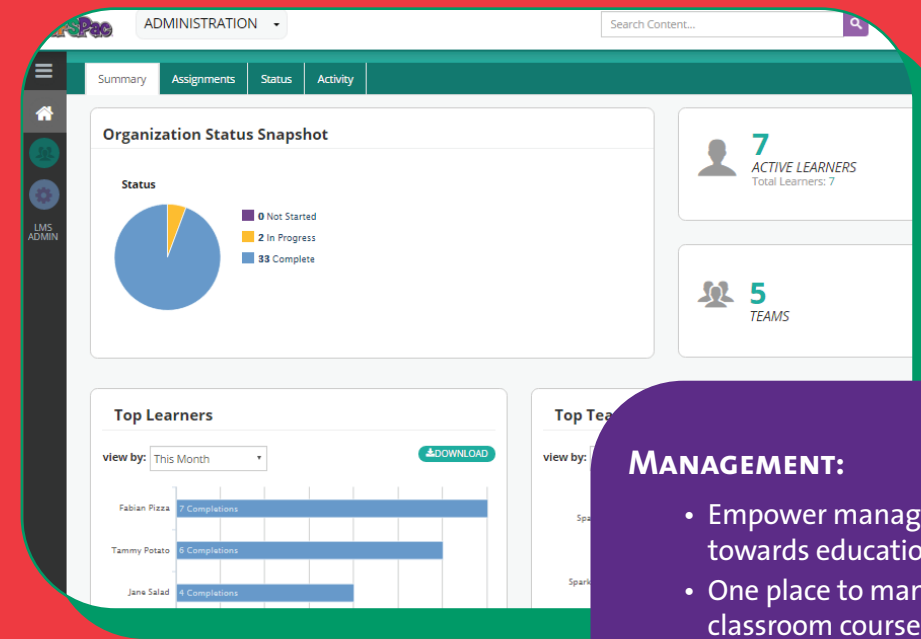 ADMINISTRATION
Search Content...
Summary Assignments Status Activity
Organization Status Snapshot
Status
0 Not Started
2 In Progress
33 Complete
7
ACTIVE LEARNERS
Total Learners: 7
5
TEAMS
LMS
ADMIN
Top Learners
view by: This Month
DOWNLOAD
Fabian Pizza 7 Completions
Tammy Potato 6 Completions
Jane Salad 4 Completions
Top Tea
view by:
Spa
Spark
MANAGEMENT:
• Empower manag
towards educatio
• One place to mar
classroom course